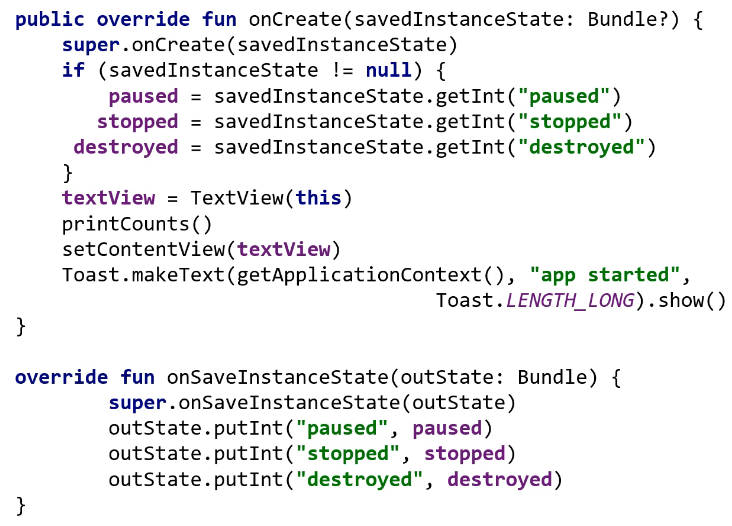 public override fun onCreate(savedInstanceState: Bundle?) {
    super.onCreate(savedInstanceState)
    if (savedInstanceState != null) {
        paused = savedInstanceState.getInt("paused")
       stopped = savedInstanceState.getInt("stopped")
     destroyed = savedInstanceState.getInt("destroyed")
    }
    textView = TextView(this)
    printCounts()
    setContentView(textView)
    Toast.makeText(getApplicationContext(), "app started",
                                    Toast.LENGTH_LONG).show()
}

override fun onSaveInstanceState(outState: Bundle) {
        super.onSaveInstanceState(outState)
        outState.putInt("paused", paused)
        outState.putInt("stopped", stopped)
        outState.putInt("destroyed", destroyed)
}